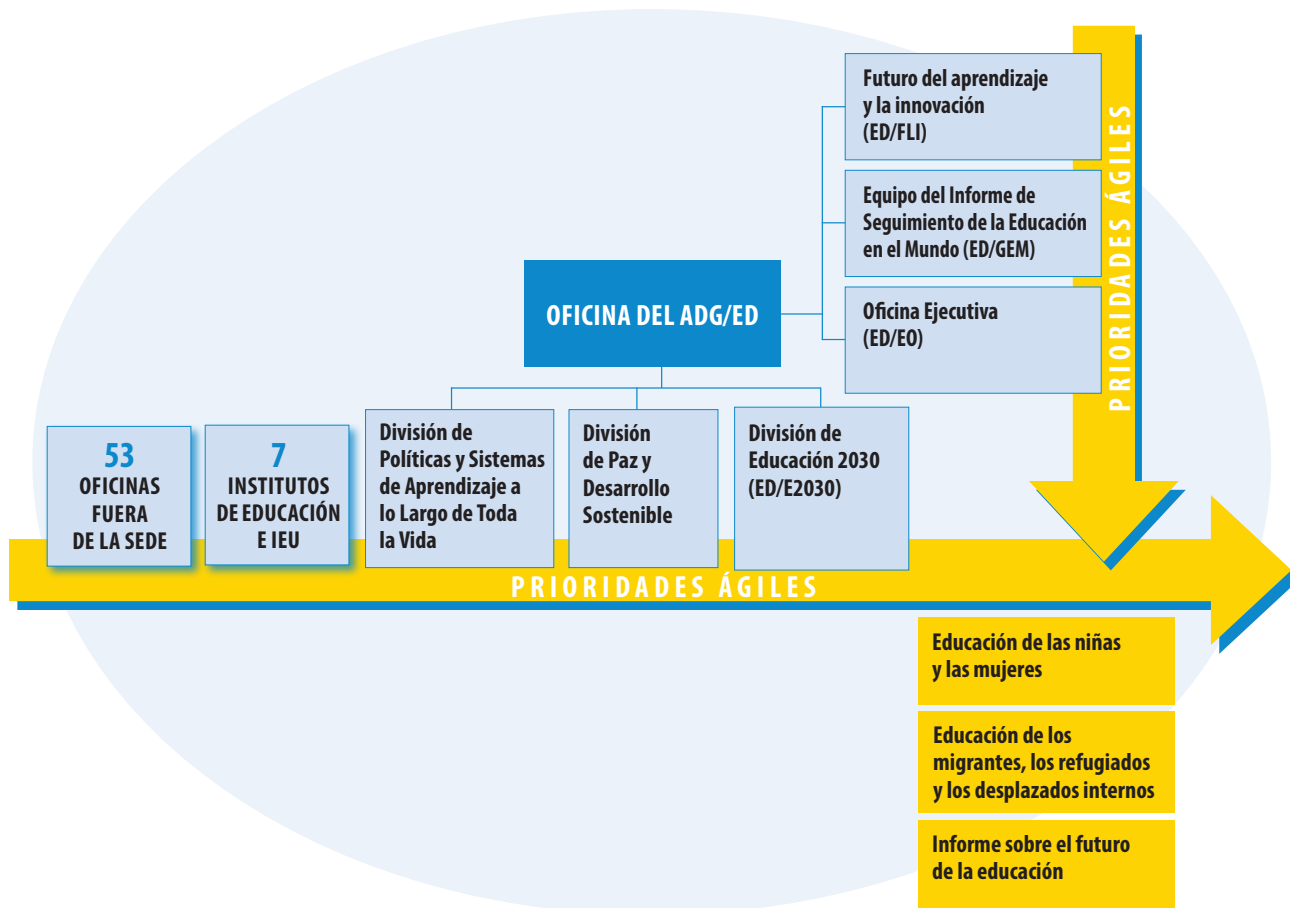 Futuro del aprendizaje
y la innovación
(ED/FLI)
Equipo del Informe de
Seguimiento de la Educación
en el Mundo (ED/GEM)
Oficina Ejecutiva
(ED/EO)
PRIORIDADES ÁGILES
OFICINA DEL ADG/ED
53
OFICINAS
FUERA
DE LA SEDE
7
INSTITUTOS
DE EDUCACIÓN
E IEU
División de
Políticas y Sistemas
de Aprendizaje a
lo Largo de Toda
la Vida
División
de Paz y
Desarrollo
Sostenible
División de
Educación 2030
(ED/E2030)
PRIORIDADES ÁGILES
Educación de las niñas
y las mujeres
Educación de los
migrantes, los refugiados
y los desplazados internos
Informe sobre el futuro
de la educación